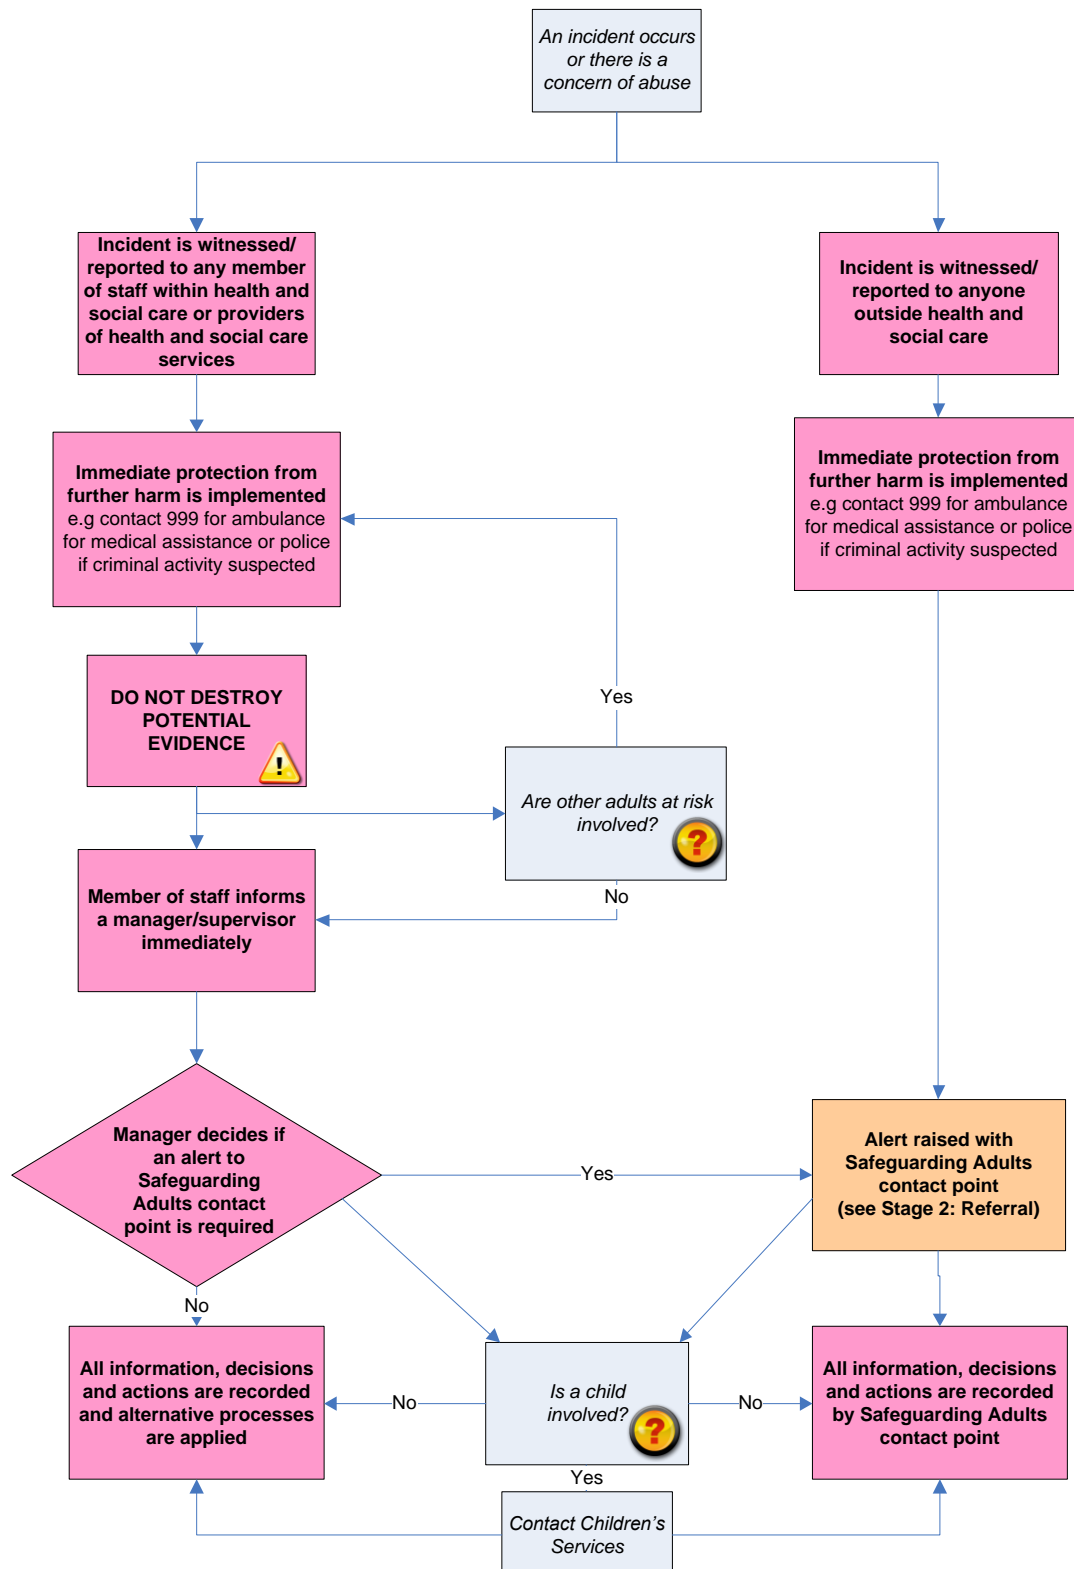 An incident occurs
or there is a
concern of abuse
Incident is witnessed/
reported to any member
of staff within health and
social care or providers
of health and social care
services
Incident is witnessed/
reported to anyone
outside health and
social care
Immediate protection from
further harm is implemented
e.g contact 999 for ambulance
for medical assistance or police
if criminal activity suspected
Immediate protection from
further harm is implemented
e.g contact 999 for ambulance
for medical assistance or police
if criminal activity suspected
DO NOT DESTROY
POTENTIAL
EVIDENCE
!
Yes
Are other adults at risk
involved?
?
No
Member of staff informs
a manager/supervisor
immediately
Manager decides if
an alert to
Safeguarding
Adults contact
point is required
Yes
Alert raised with
Safeguarding Adults
contact point
(see Stage 2: Referral)
No
All information, decisions
and actions are recorded
and alternative processes
are applied
No
Is a child
involved?
?
No
All information, decisions
and actions are recorded
by Safeguarding Adults
contact point
Yes
Contact Children's
Services